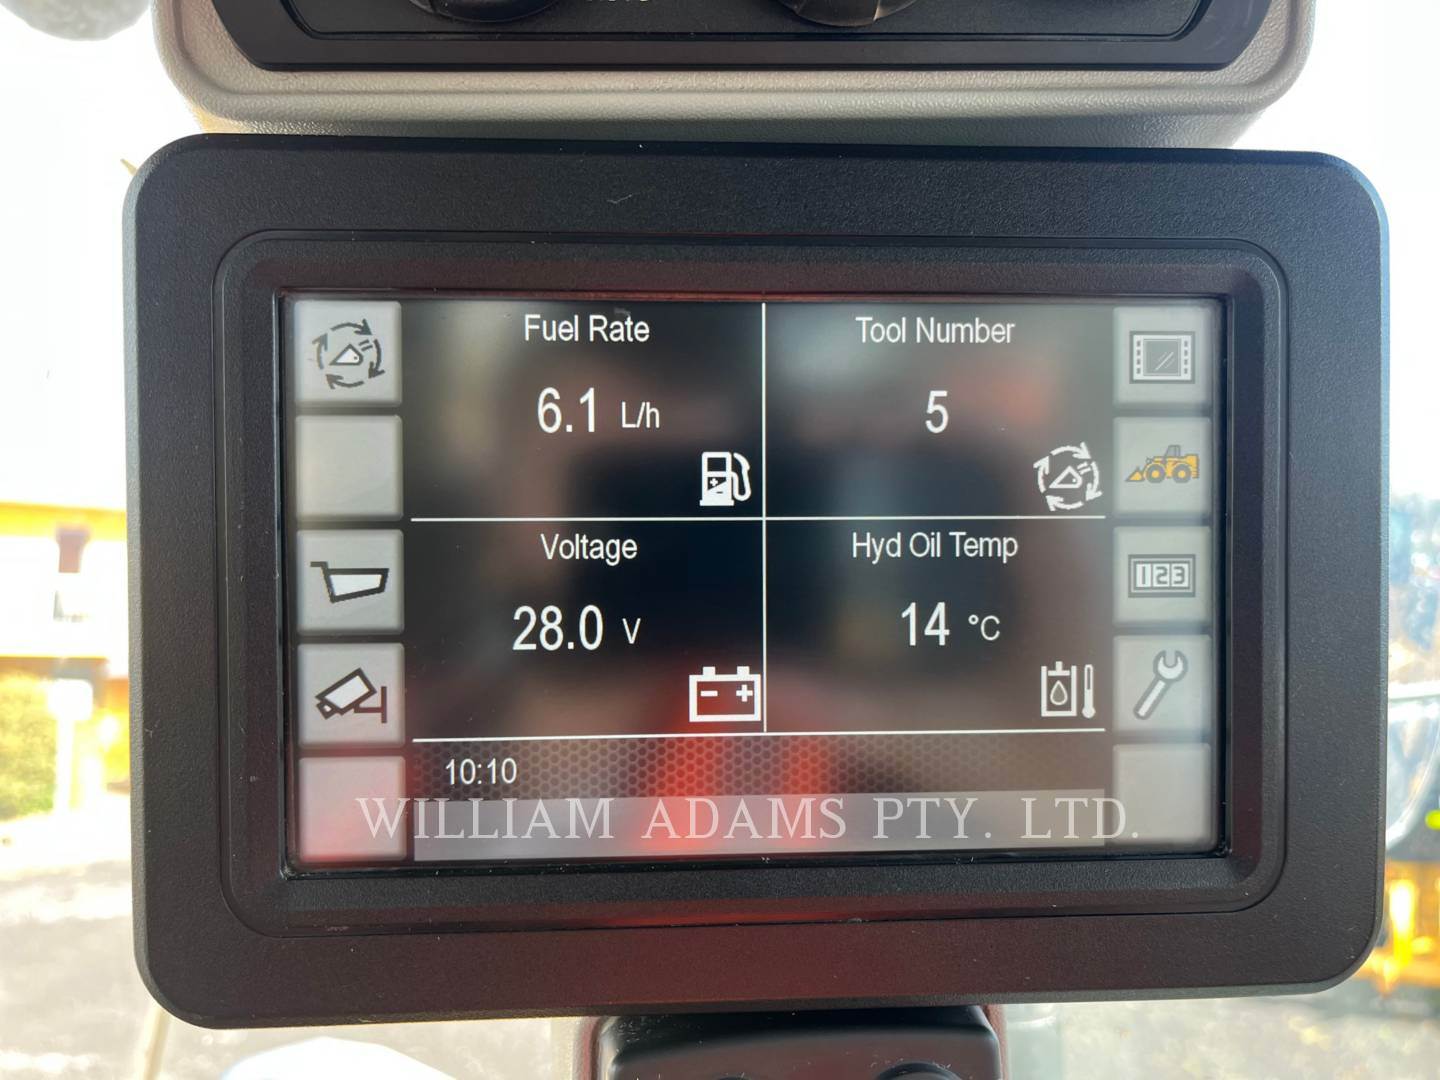 Fuel Rate
6.1 L/h
Tool Number
5
Voltage
28.0 V
Hyd Oil Temp
14 °C
123
10:10
WILLIAM ADAMS PTY. LTD.